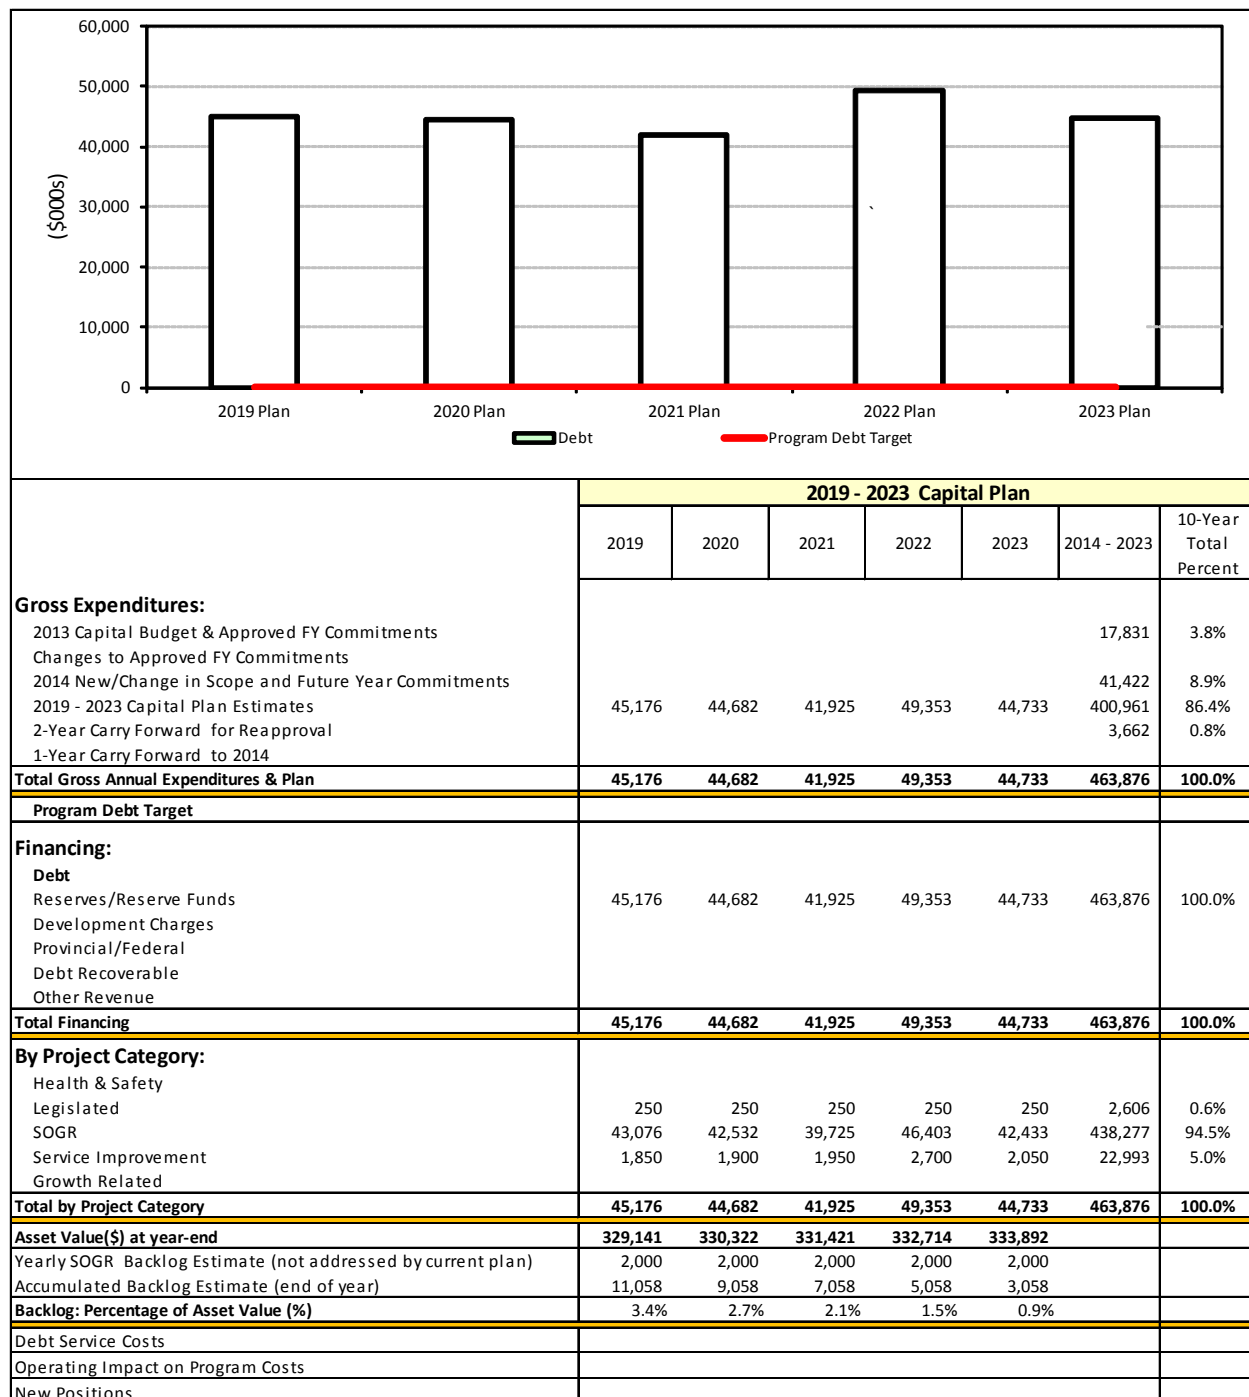 60,000
50,000
40,000
30,000
20,000
10,000
0
($000s)
`
2019 Plan 2020 Plan 2021 Plan 2022 Plan 2023 Plan
Debt Program Debt Target
2019 - 2023 Capital Plan
2019 2020 2021 2022 2023 2014 - 2023 10-Year Total Percent
Gross Expenditures:
2013 Capital Budget & Approved FY Commitments 17,831 3.8%
Changes to Approved FY Commitments
2014 New/Change in Scope and Future Year Commitments 41,422 8.9%
2019 - 2023 Capital Plan Estimates 45,176 44,682 41,925 49,353 44,733 400,961 86.4%
2-Year Carry Forward for Reapproval 3,662 0.8%
1-Year Carry Forward to 2014
Total Gross Annual Expenditures & Plan 45,176 44,682 41,925 49,353 44,733 463,876 100.0%
Program Debt Target
Financing:
Debt
Reserves/Reserve Funds 45,176 44,682 41,925 49,353 44,733 463,876 100.0%
Development Charges
Provincial/Federal
Debt Recoverable
Other Revenue
Total Financing 45,176 44,682 41,925 49,353 44,733 463,876 100.0%
By Project Category:
Health & Safety
Legislated 250 250 250 250 250 2,606 0.6%
SOGR 43,076 42,532 39,725 46,403 42,433 438,277 94.5%
Service Improvement 1,850 1,900 1,950 2,700 2,050 22,993 5.0%
Growth Related
Total by Project Category 45,176 44,682 41,925 49,353 44,733 463,876 100.0%
Asset Value($) at year-end 329,141 330,322 331,421 332,714 333,892
Yearly SOGR Backlog Estimate (not addressed by current plan) 2,000 2,000 2,000 2,000 2,000
Accumulated Backlog Estimate (end of year) 11,058 9,058 7,058 5,058 3,058
Backlog: Percentage of Asset Value (%) 3.4% 2.7% 2.1% 1.5% 0.9%
Debt Service Costs
Operating Impact on Program Costs
New Positions